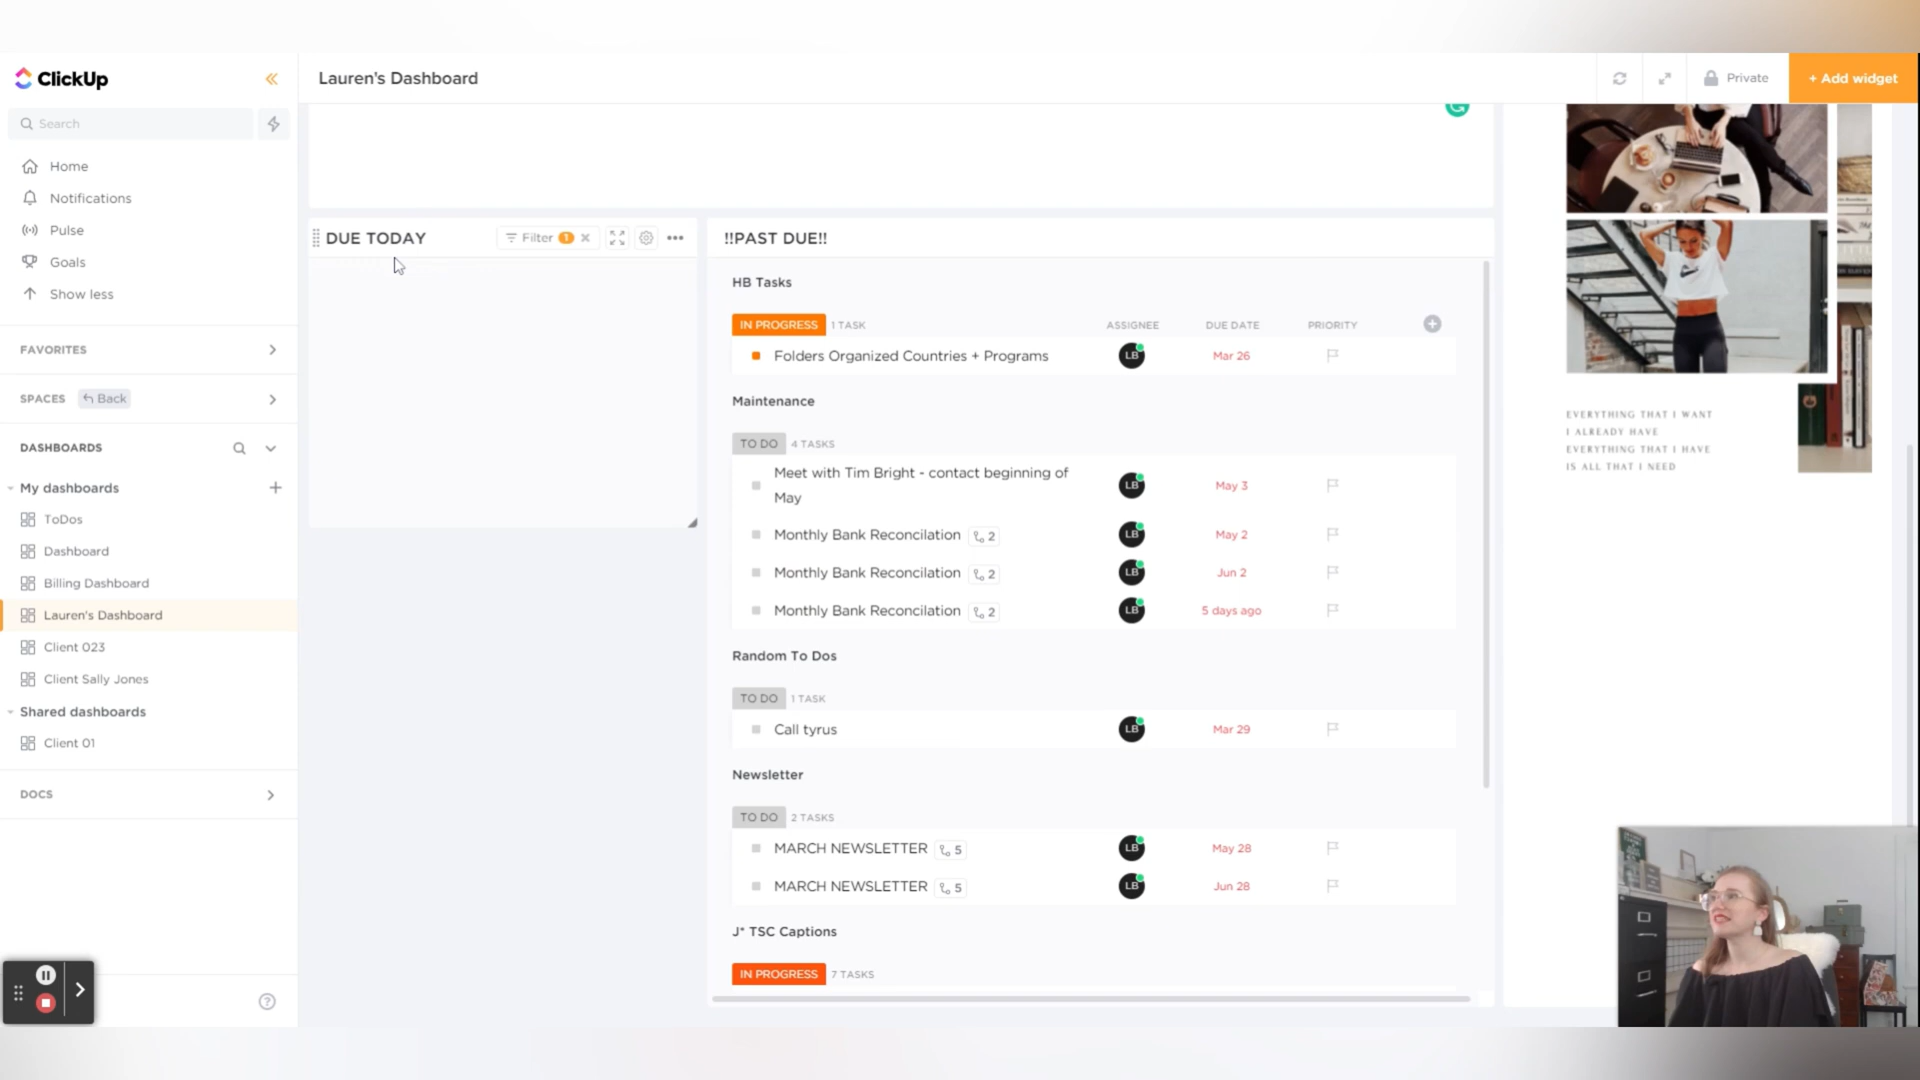 ClickUp
Search
Home
Notifications
Pulse
Goals
Show less
FAVORITES
SPACES Back
DASHBOARDS
My dashboards
ToDos
Dashboard
Billing Dashboard
Lauren's Dashboard
Client 023
Client Sally Jones
Shared dashboards
Client 01
DOCS
Lauren's Dashboard
Private
+ Add widget
DUE TODAY
Filter 1
!!PAST DUE!!
HB Tasks
IN PROGRESS 1 TASK ASSIGNEE DUE DATE PRIORITY
Folders Organized Countries + Programs LB Mar 26
Maintenance
TO DO 4 TASKS
Meet with Tim Bright - contact beginning of
May LB May 3
Monthly Bank Reconcilation 2 LB May 2
Monthly Bank Reconcilation 2 LB Jun 2
Monthly Bank Reconcilation 2 LB 5 days ago
Random To Dos
TO DO 1 TASK
Call tyrus LB Mar 29
Newsletter
TO DO 2 TASKS
MARCH NEWSLETTER 5 LB May 28
MARCH NEWSLETTER 5 LB Jun 28
J* TSC Captions
IN PROGRESS 7 TASKS
EVERYTHING THAT I WANT
I ALREADY HAVE
EVERYTHING THAT I HAVE
IS ALL THAT I NEED